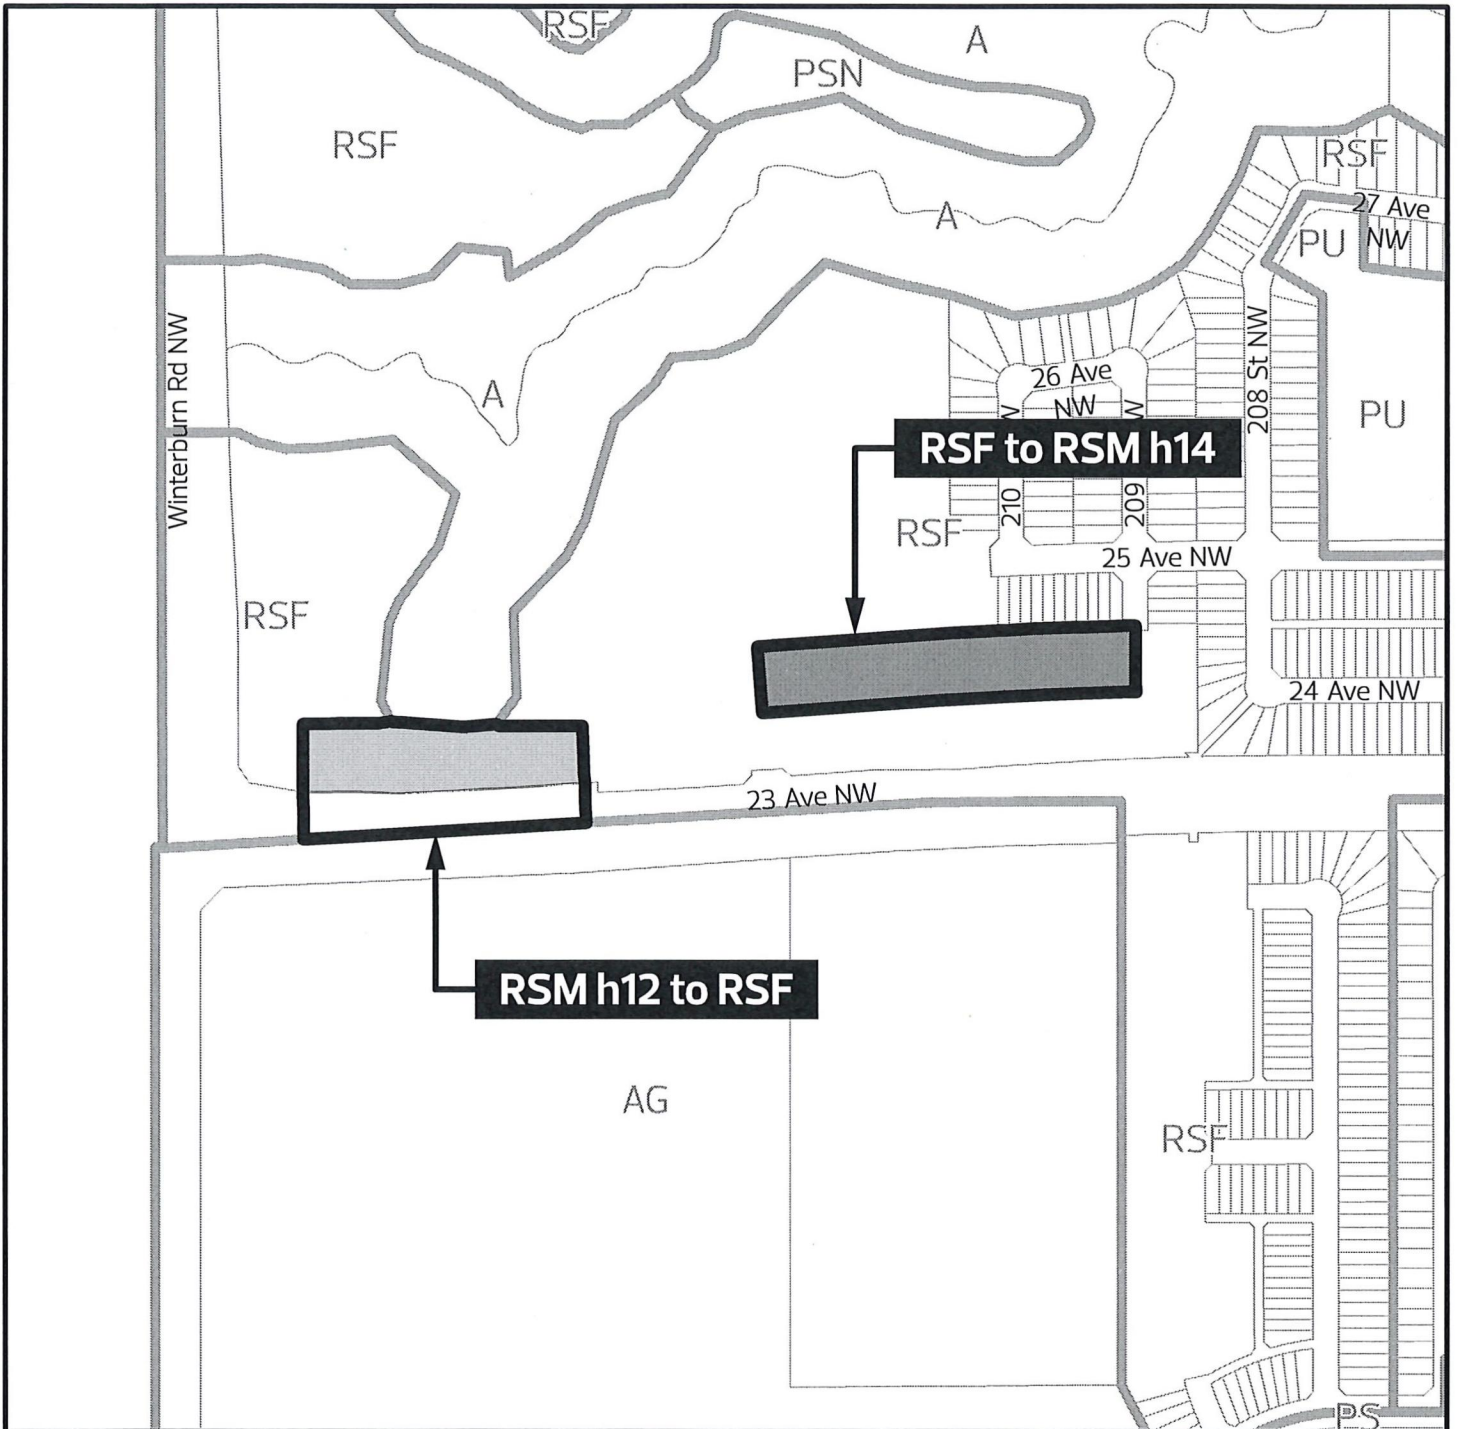 RSF
A
PSN
RSF
RSF
27 Ave
NW
PU
A
Winterburn Rd NW
208 St NW
26 Ave
NW
A
PU
W
W
RSF to RSM h14
210
209
RSF
25 Ave NW
RSF
24 Ave NW
23 Ave NW
RSM h12 to RSF
AG
RSF
PS